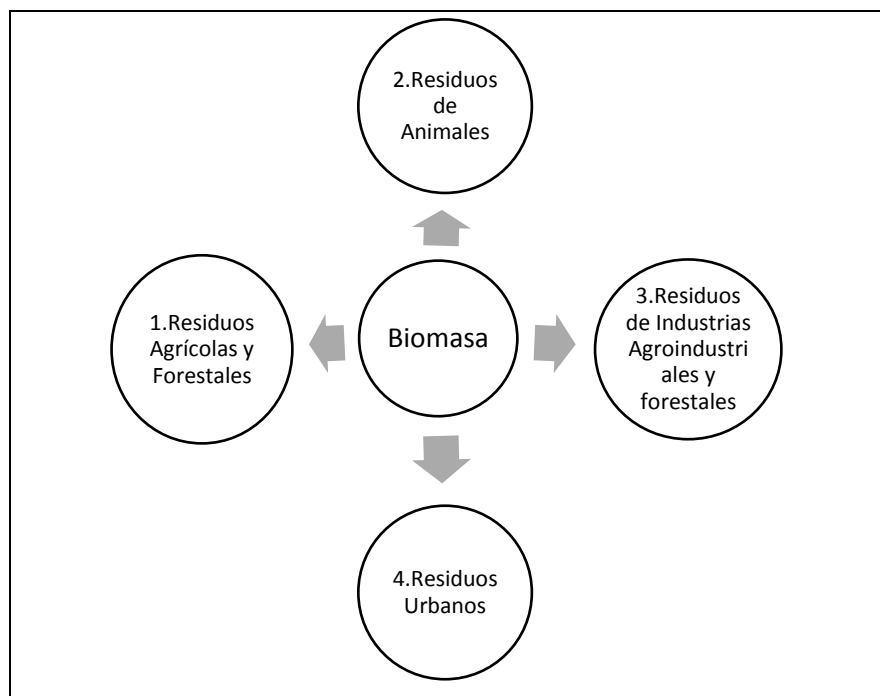 2.Residuos
de
Animales
1.Residuos
Agrícolas y
Forestales
Biomasa
3.Residuos
de Industrias
Agroindustri
ales y
forestales
4.Residuos
Urbanos